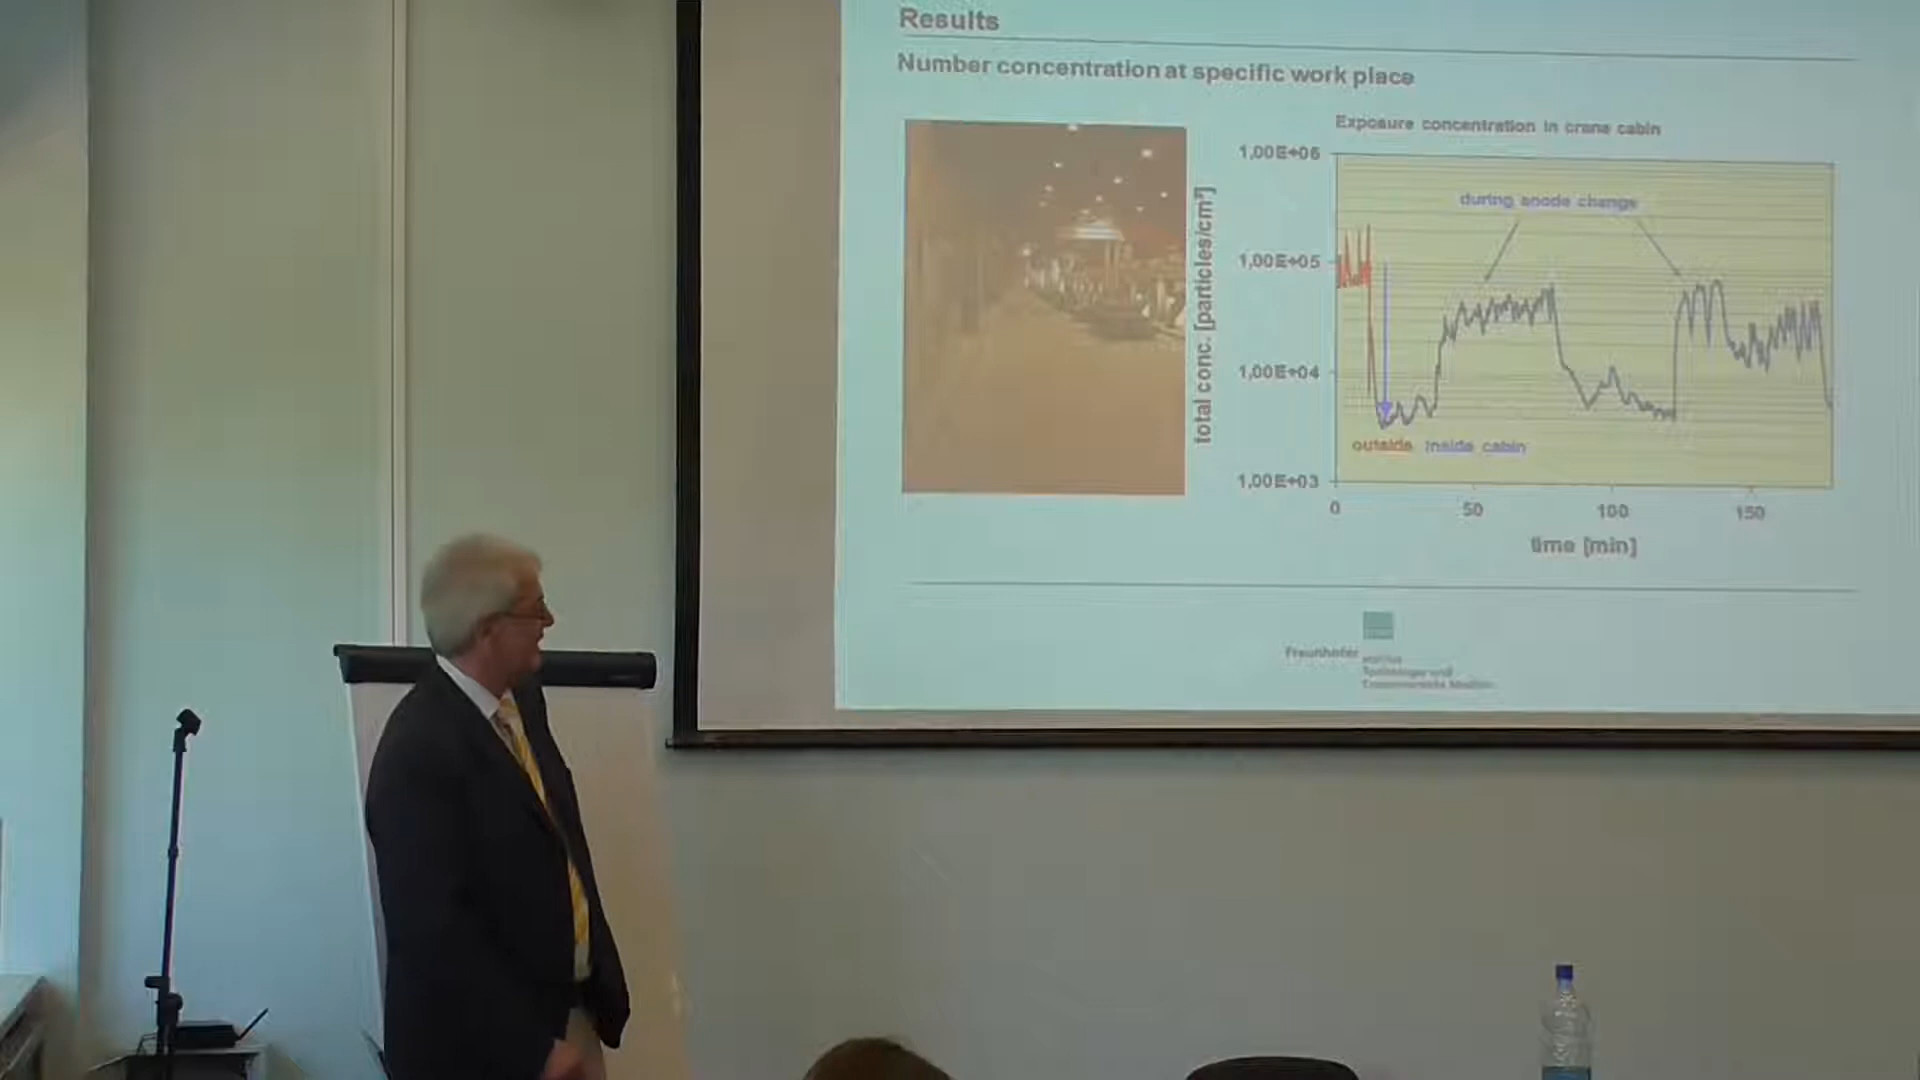 Results
Number concentration at specific work place
Exposure concentration in crane cabin
total conc. [particles/cm³]
1,00E+06
1,00E+05
1,00E+04
1,00E+03
during anode change
outside inside cabin
0 50 100 150
time [min]
Fraunhofer